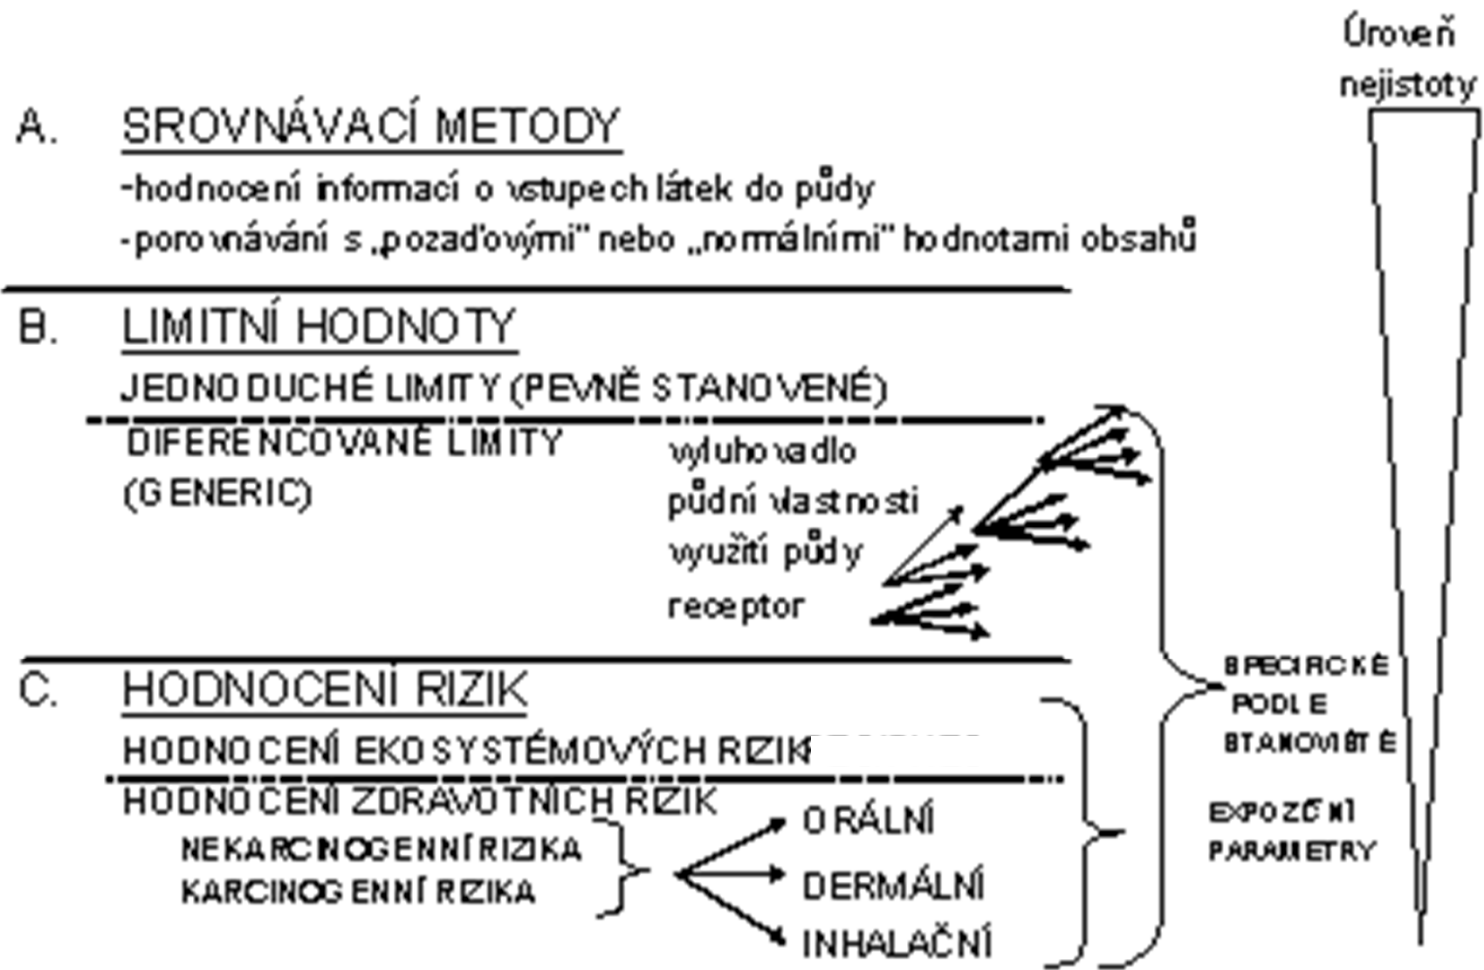 Úroveň
nejistoty
A. SROVNÁVACÍ METODY
-hodnocení informací o vstupech látek do půdy
-porovnávání s „pozaďovými" nebo „normálními" hodnotami obsahů
B. LIMITNÍ HODNOTY
JEDNODUCHÉ LIMITY (PEVNĚ STANOVENÉ)
DIFERENCOVANÉ LIMITY
(GENERIC)
vyluhovadlo
půdní vlastnosti
využití půdy
receptor
C. HODNOCENÍ RIZIK
HODNOCENÍ EKOSYSTÉMOVÝCH RIZIK
HODNOCENÍ ZDRAVOTNÍCH RIZIK
NEKARCINOGENNÍ RIZIKA
KARCINOGENNÍ RIZIKA
ORÁLNÍ
DERMÁLNÍ
INHALAČNÍ
SPECIFICKÉ
PODLE
STANOVIŠTĚ
EXPOZIČNÍ
PARAMETRY